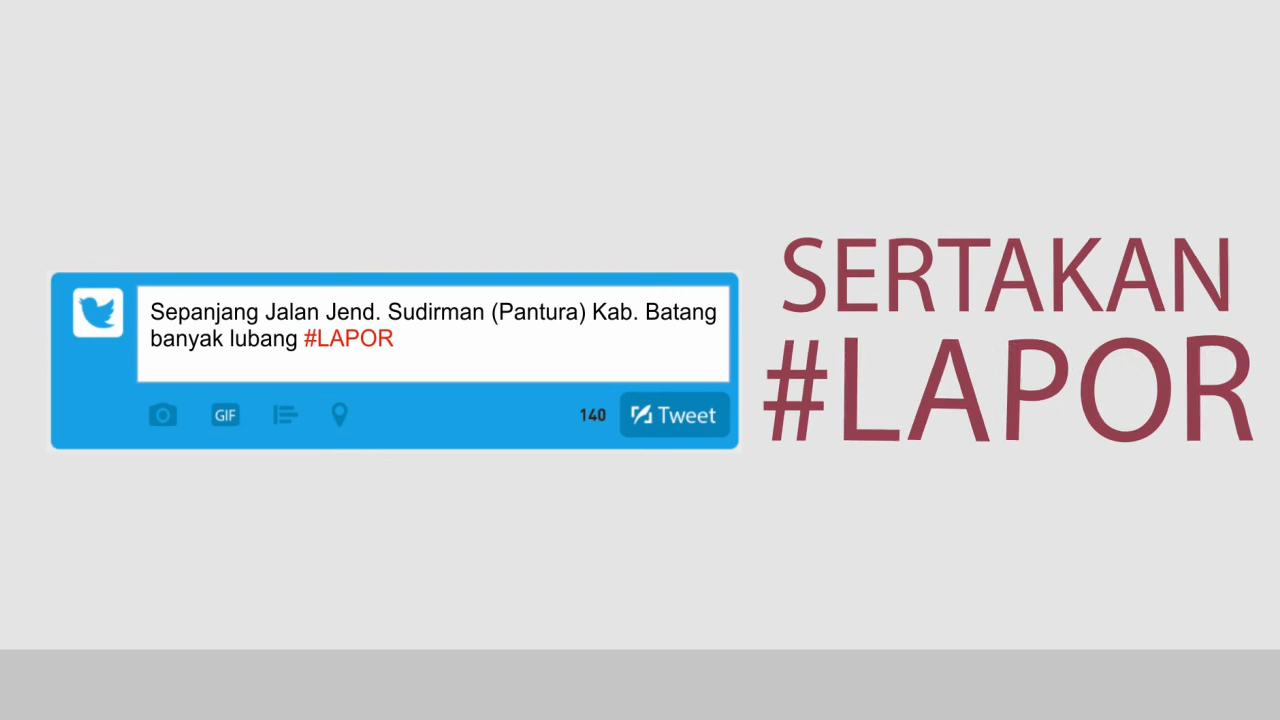 Sepanjang Jalan Jend. Sudirman (Pantura) Kab. Batang
banyak lubang #LAPOR
GIF
140
Tweet
SERTAKAN
#LAPOR